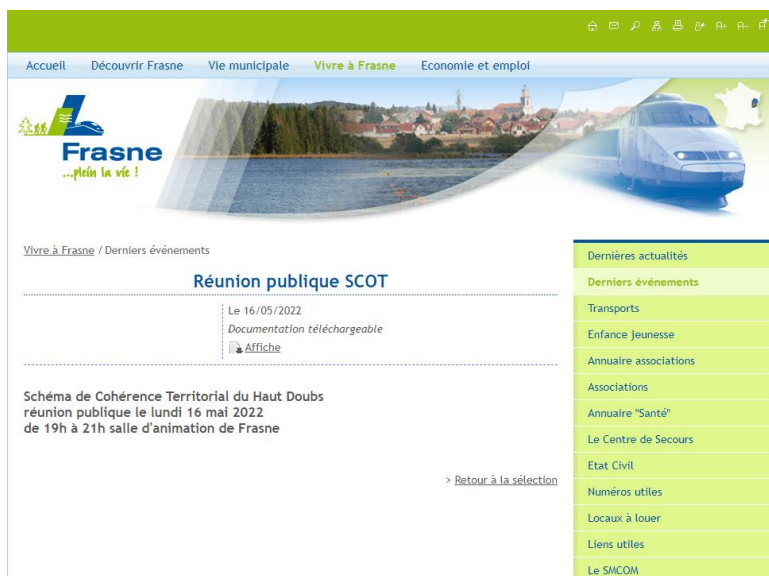 A+ A- A
Accueil Découvrir Frasne Vie municipale Vivre à Frasne Economie et emploi
Frasne
...plein la vie !
Vivre à Frasne / Derniers événements
Réunion publique SCOT
Le 16/05/2022
Documentation téléchargeable
Affiche
Schéma de Cohérence Territorial du Haut Doubs
réunion publique le lundi 16 mai 2022
de 19h à 21h salle d'animation de Frasne
> Retour à la sélection
Dernières actualités
Derniers événements
Transports
Enfance jeunesse
Annuaire associations
Associations
Annuaire "Santé"
Le Centre de Secours
Etat Civil
Numéros utiles
Locaux à louer
Liens utiles
Le SMCOM